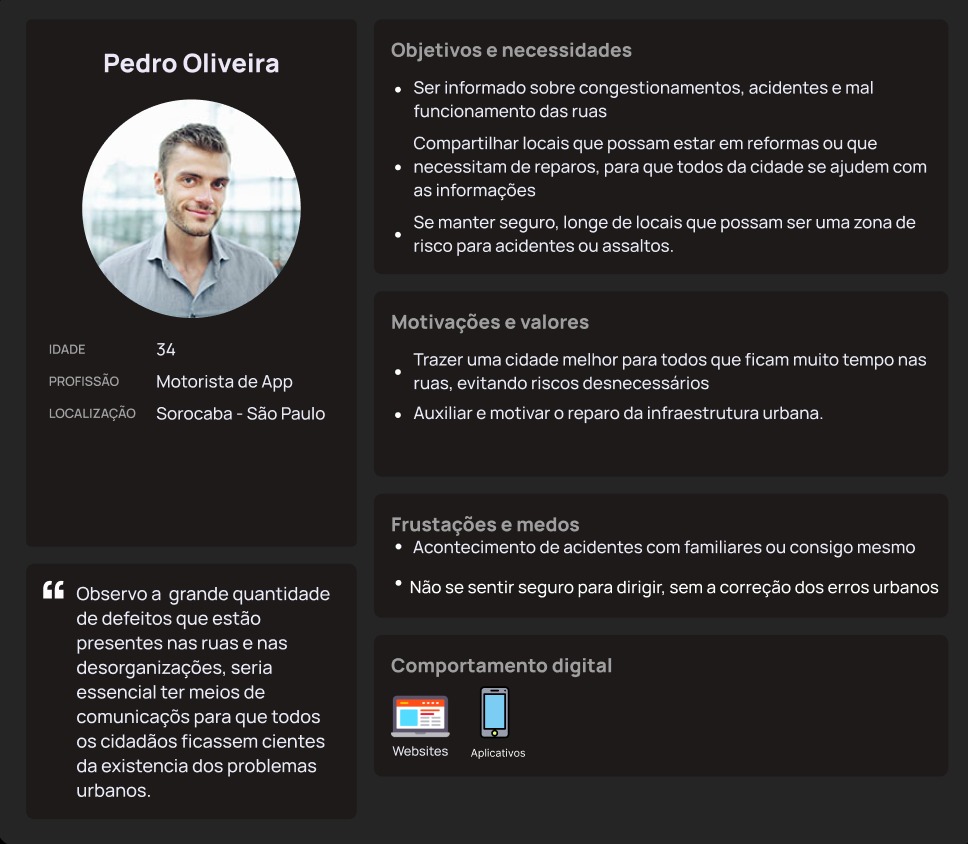 Pedro Oliveira
IDADE 34
PROFISSÃO Motorista de App
LOCALIZAÇÃO Sorocaba - São Paulo
“ Observo a grande quantidade
de defeitos que estão
presentes nas ruas e nas
desorganizações, seria
essencial ter meios de
comunicaçõs para que todos
os cidadãos ficassem cientes
da existencia dos problemas
urbanos.
Objetivos e necessidades
• Ser informado sobre congestionamentos, acidentes e mal
funcionamento das ruas
Compartilhar locais que possam estar em reformas ou que
• necessitam de reparos, para que todos da cidade se ajudem com
as informações
Se manter seguro, longe de locais que possam ser uma zona de
• risco para acidentes ou assaltos.
Motivações e valores
Trazer uma cidade melhor para todos que ficam muito tempo nas
• ruas, evitando riscos desnecessários
• Auxiliar e motivar o reparo da infraestrutura urbana.
Frustações e medos
• Acontecimento de acidentes com familiares ou consigo mesmo
• Não se sentir seguro para dirigir, sem a correção dos erros urbanos
Comportamento digital
Websites
Aplicativos